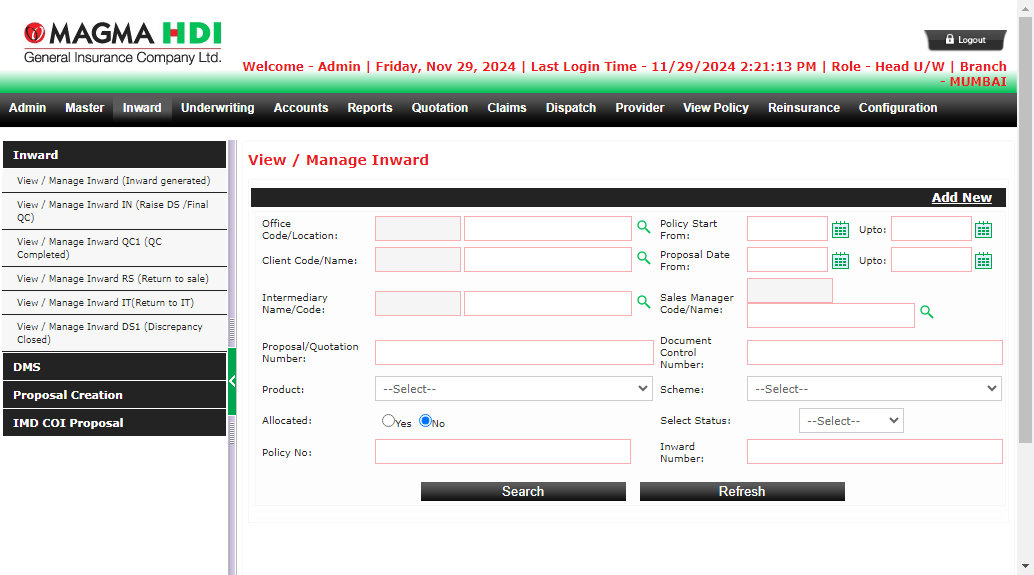 MAGMA HDI
General Insurance Company Ltd.
Logout
Welcome - Admin | Friday, Nov 29, 2024 | Last Login Time - 11/29/2024 2:21:13 PM | Role - Head U/W | Branch
- MUMBAI
Admin Master Inward Underwriting Accounts Reports Quotation Claims Dispatch Provider View Policy Reinsurance Configuration
Inward
View / Manage Inward (Inward generated)
View / Manage Inward IN (Raise DS /Final
QC)
View / Manage Inward QC1 (QC
Completed)
View / Manage Inward RS (Return to sale)
View / Manage Inward IT(Return to IT)
View / Manage Inward DS1 (Discrepancy
Closed)
DMS
Proposal Creation
IMD COI Proposal
View / Manage Inward
Add New
Office
Code/Location:
Policy Start
From:
Upto:
Client Code/Name:
Proposal Date
From:
Upto:
Intermediary
Name/Code:
Sales Manager
Code/Name:
Proposal/Quotation
Number:
Document
Control
Number:
Product:
--Select--
Scheme:
--Select--
Allocated:
Yes No
Select Status:
--Select--
Policy No:
Inward
Number:
Search
Refresh